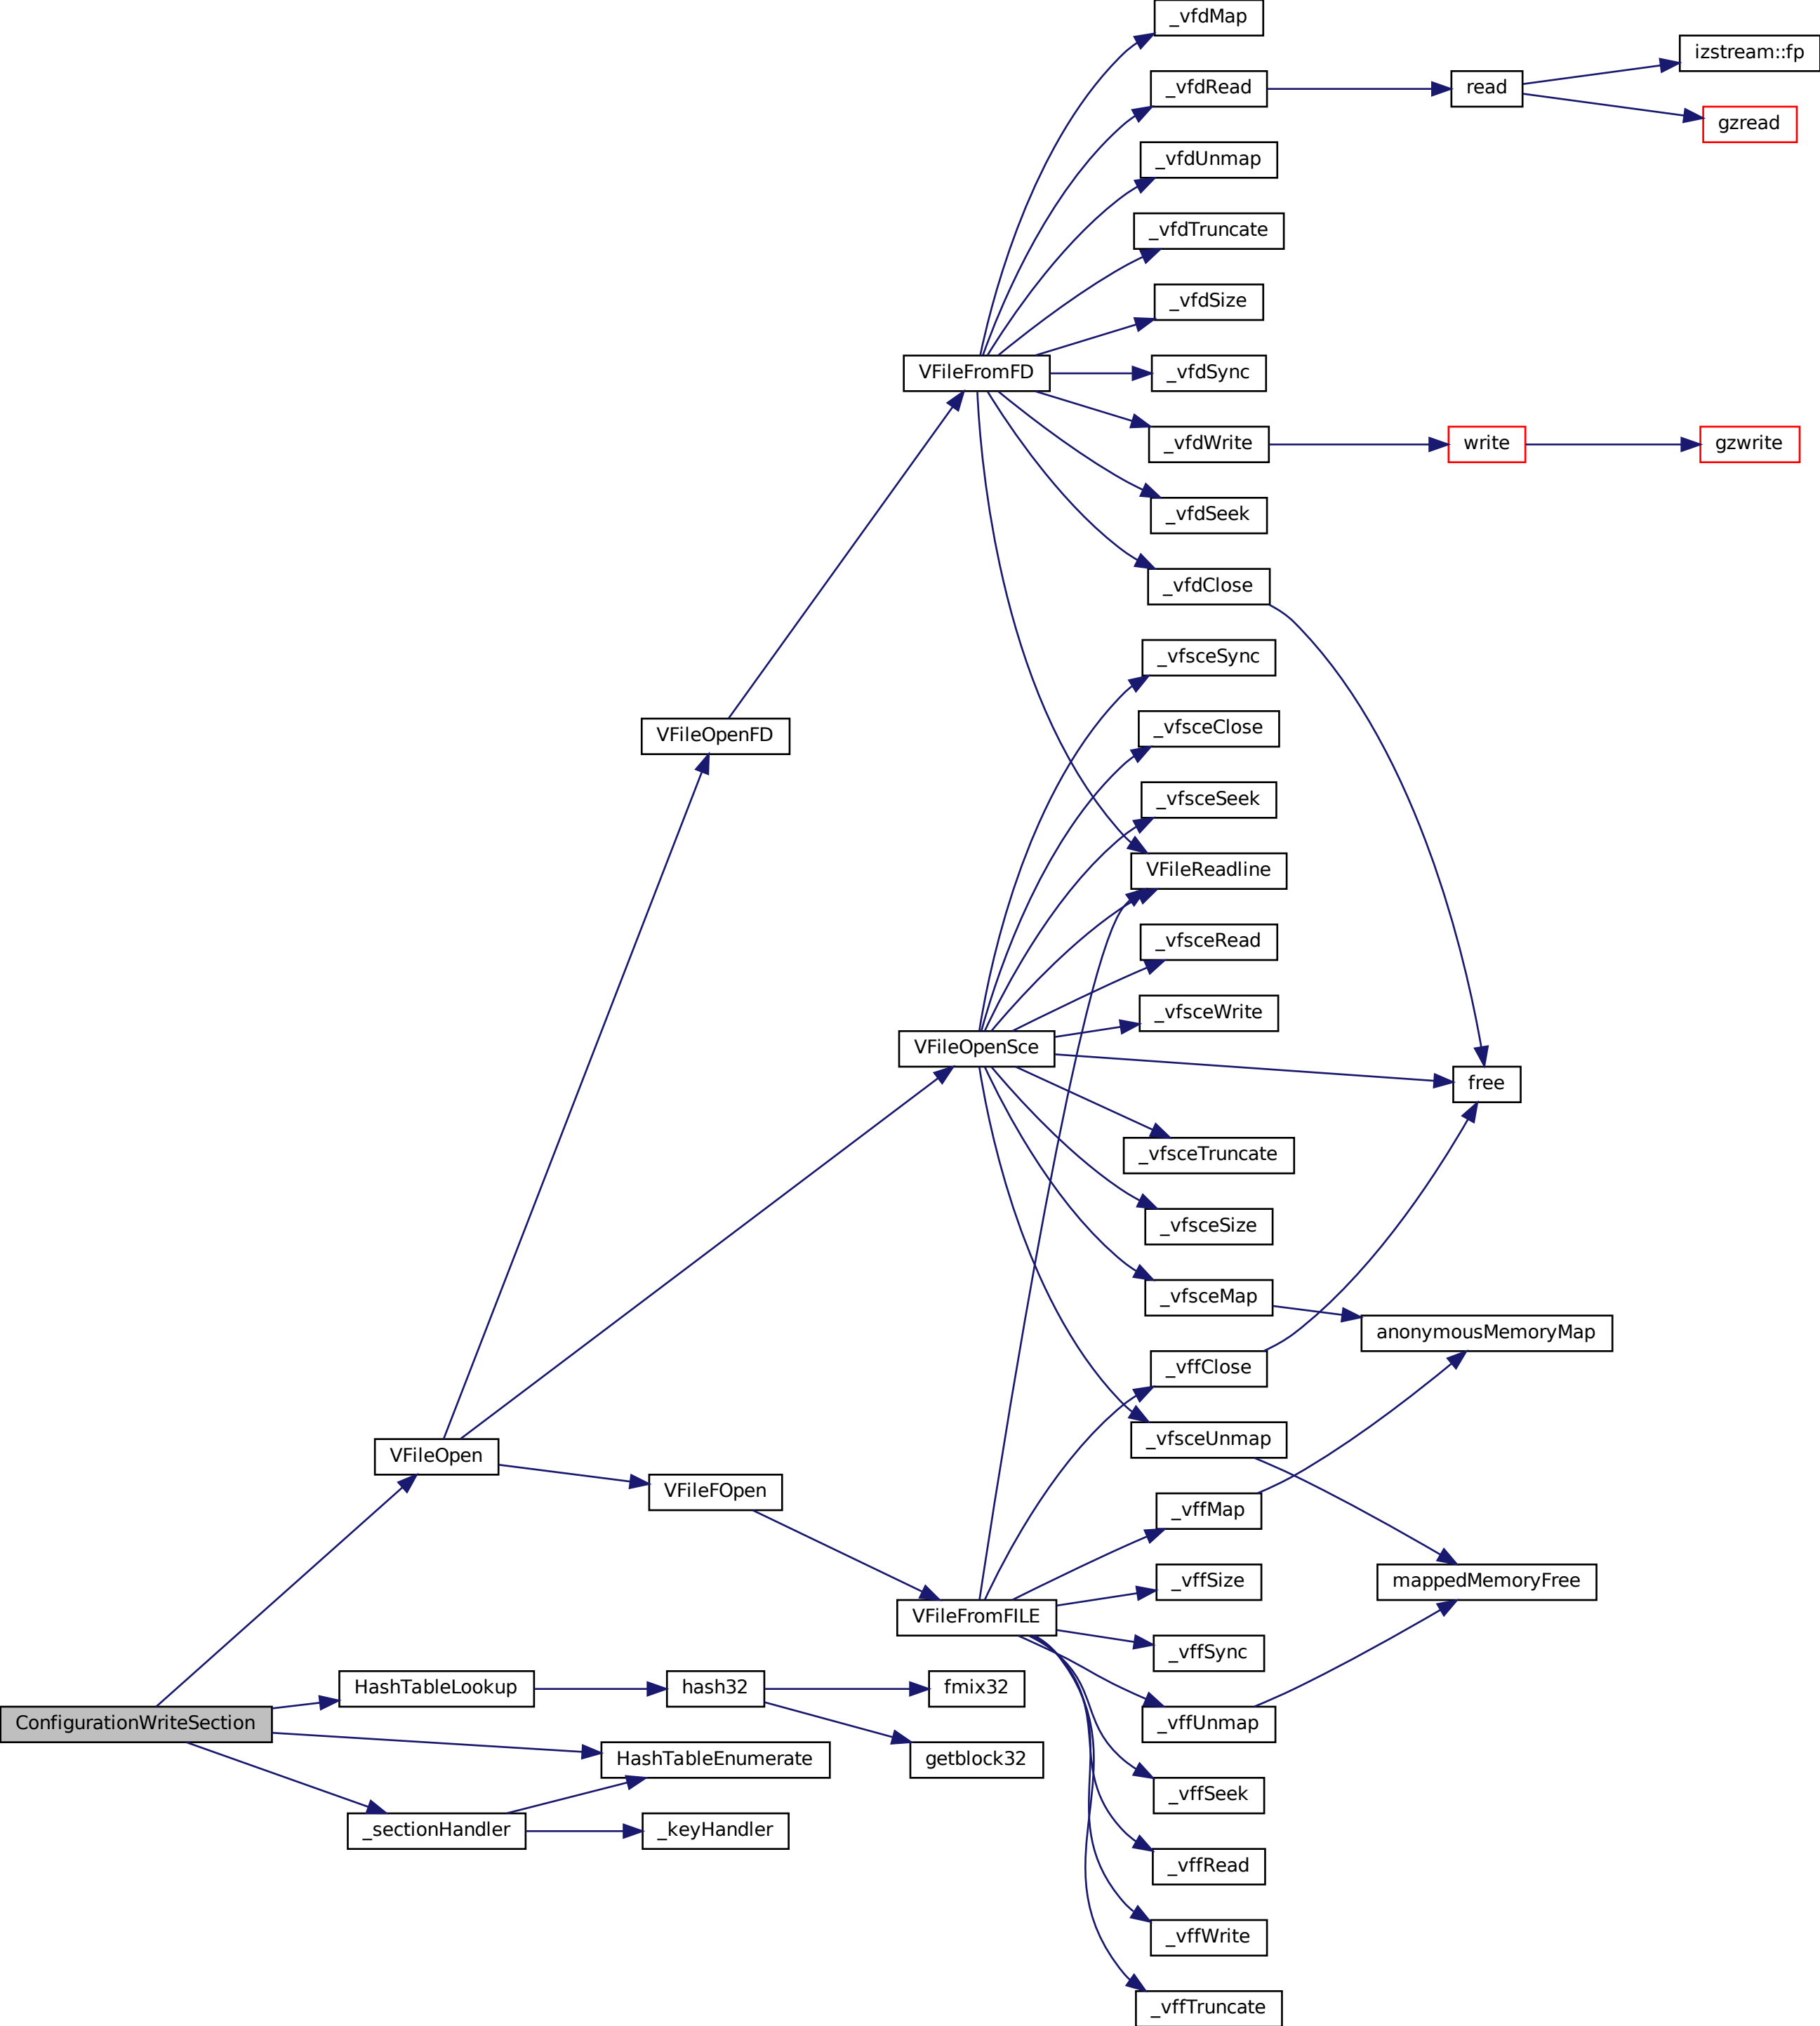 _vfdMap
izstream::fp
_vfdRead
read
gzread
_vfdUnmap
_vfdTruncate
_vfdSize
VFileFromFD
_vfdSync
_vfdWrite
write
gzwrite
_vfdSeek
_vfdClose
_vfsceSync
VFileOpenFD
_vfsceClose
_vfsceSeek
VFileReadline
_vfsceRead
_vfsceWrite
VFileOpenSce
free
_vfsceTruncate
_vfsceSize
_vfsceMap
anonymousMemoryMap
_vffClose
VFileOpen
_vfsceUnmap
VFileFOpen
_vffMap
_vffSize
mappedMemoryFree
VFileFromFILE
_vffSync
HashTableLookup
hash32
fmix32
ConfigurationWriteSection
_vffUnmap
HashTableEnumerate
getblock32
_vffSeek
_sectionHandler
_keyHandler
_vffRead
_vffWrite
_vffTruncate